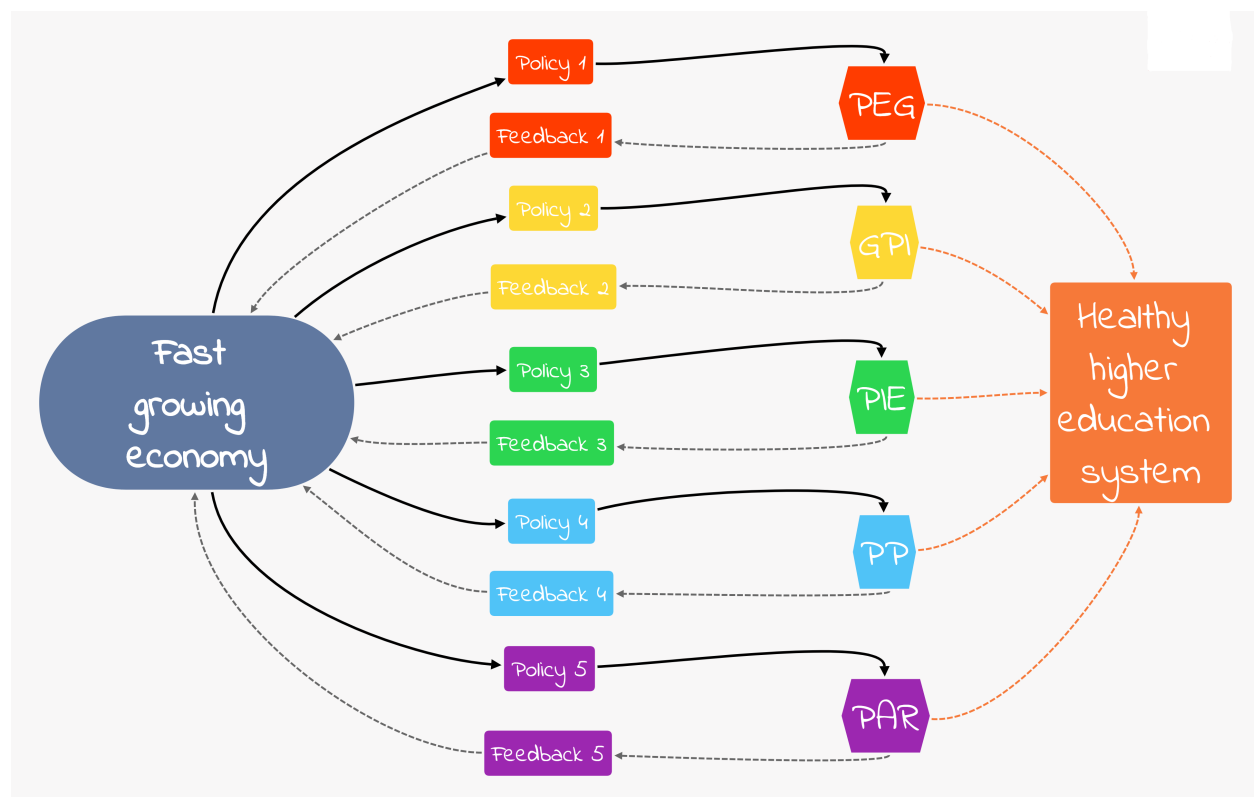 Policy 1
PEG
Feedback 1
Policy 2
GPI
Feedback 2
Fast
growing
economy
Healthy
higher
education
system
Policy 3
PIE
Feedback 3
Policy 4
PP
Feedback 4
Policy 5
PAR
Feedback 5